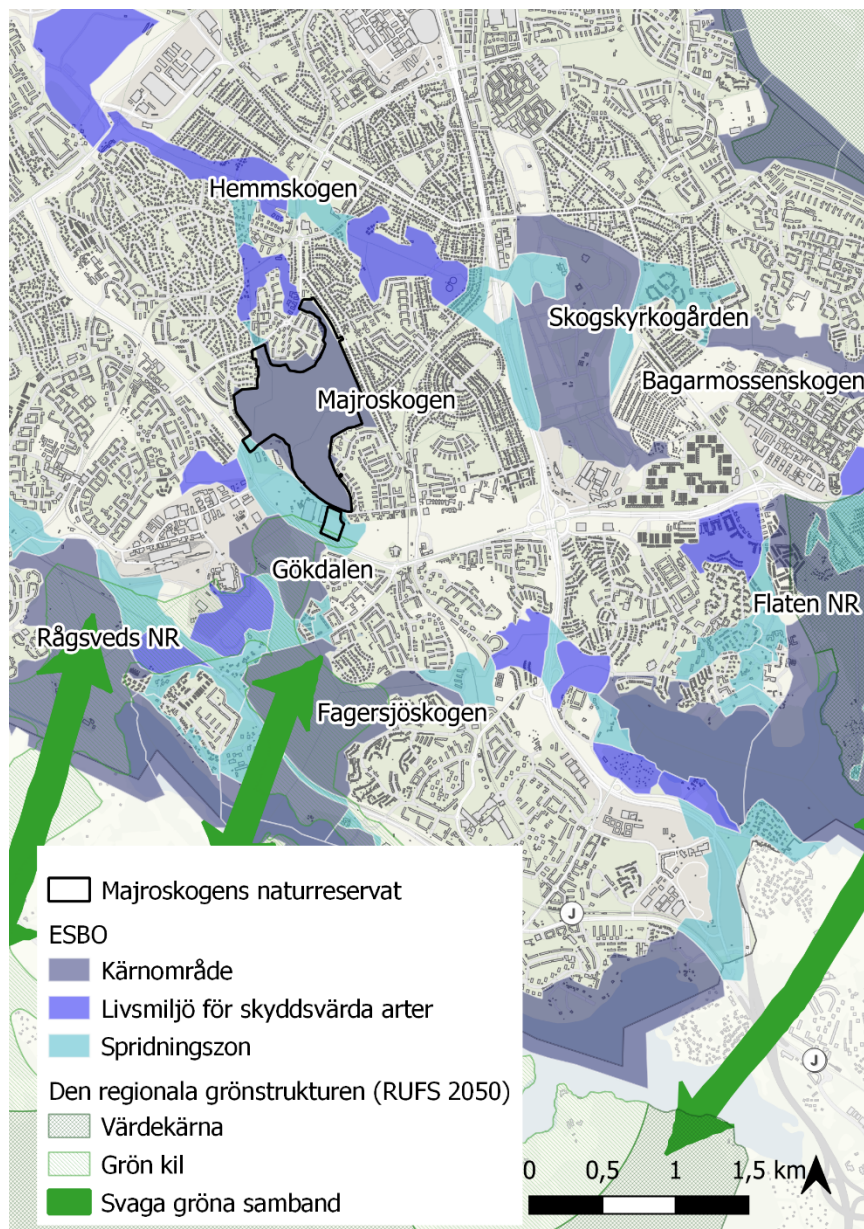 Hemmskogen
Skogskyrkogården
Bagarmossenskogen
Majroskogen
Gökdalen
Flaten NR
Rågsveds NR
Fagersjöskogen
Majroskogens naturreservat
ESBO
Kärnområde
Livsmiljö för skyddsvärda arter
Spridningszon
Den regionala grönstrukturen (RUFS 2050)
Värdekärna
Grön kil
Svaga gröna samband
J
J
0 0,5 1 1,5 km